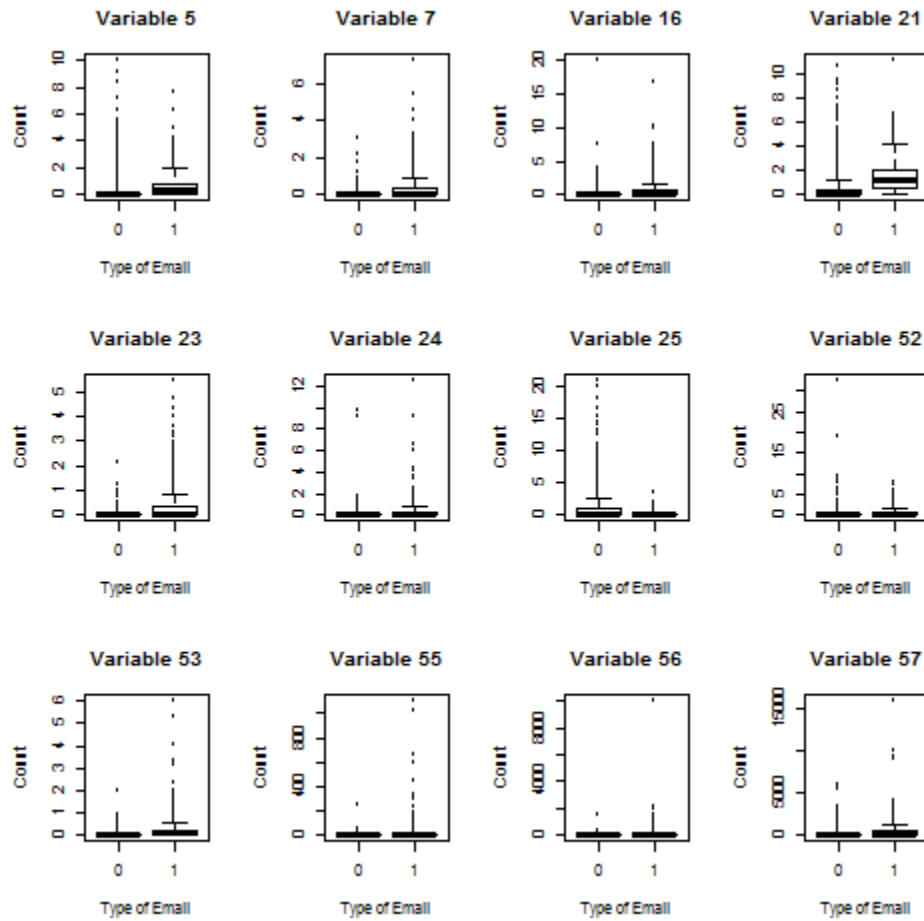 Variable 5
Count
0 2 4 6 8 10
0 1
Type of Email
Variable 7
Count
0 2 4 6
0 1
Type of Email
Variable 16
Count
0 5 10 15 20
0 1
Type of Email
Variable 21
Count
0 2 4 6 8 10
0 1
Type of Email
Variable 23
Count
0 1 2 3 4 5
0 1
Type of Email
Variable 24
Count
0 2 4 6 8 12
0 1
Type of Email
Variable 25
Count
0 5 10 15 20
0 1
Type of Email
Variable 52
Count
0 5 15 25
0 1
Type of Email
Variable 53
Count
0 1 2 3 4 5 6
0 1
Type of Email
Variable 55
Count
0 400 800
0 1
Type of Email
Variable 56
Count
0 4000 8000
0 1
Type of Email
Variable 57
Count
0 5000 15000
0 1
Type of Email